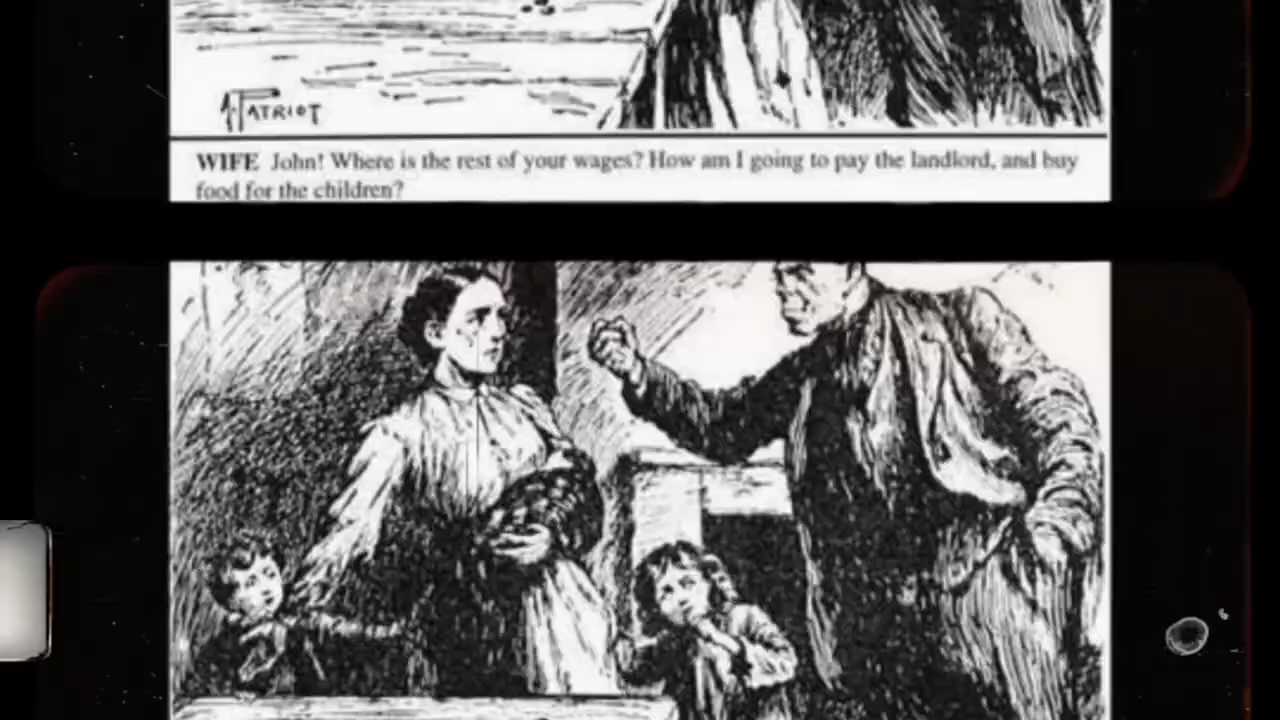 A. PATRIOT
WIFE John! Where is the rest of your wages? How am I going to pay the landlord, and buy
food for the children?